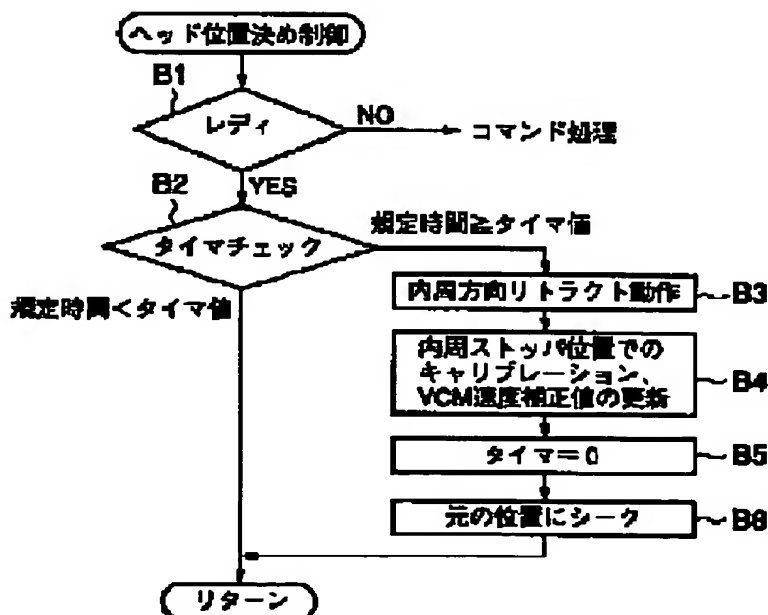 ヘッド位置決め制御
B1
レディ
NO
コマンド処理
B2
YES
タイマチェック
規定時間≧タイマ値
規定時間<タイマ値
内周方向リトラクト動作
B3
内周ストッパ位置での
キャリブレーション、
VCM速度補正値の更新
B4
タイマ=0
B5
元の位置にシーク
B6
リターン